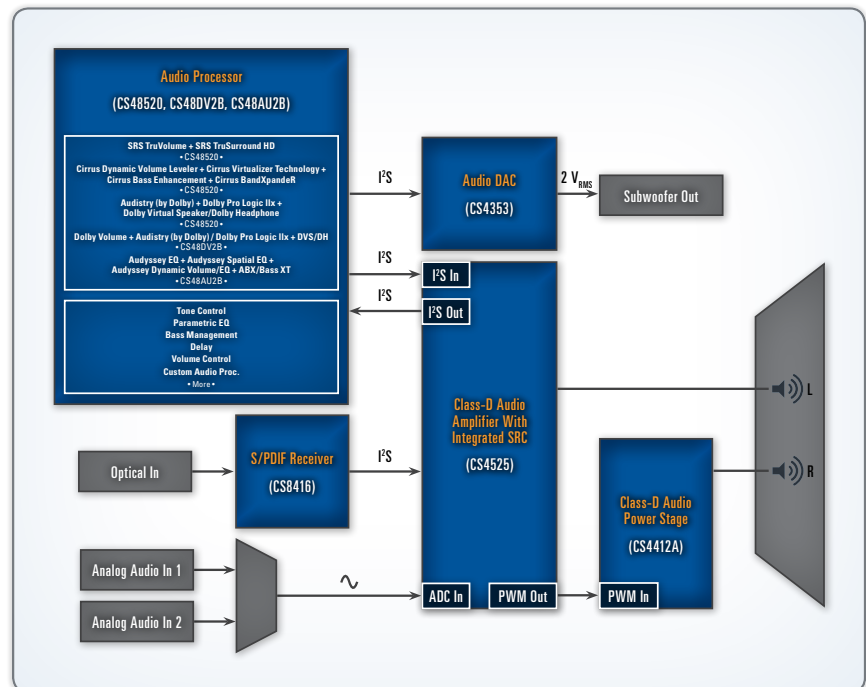 Audio Processor
(CS48520, CS48DV2B, CS48AU2B)
SRS TruVolume + SRS TruSurround HD
• CS48520 •
Cirrus Dynamic Volume Leveler + Cirrus Virtualizer Technology +
Cirrus Bass Enhancement + Cirrus BandXpandeR
• CS48520 •
Audistry (by Dolby) + Dolby Pro Logic IIx +
Dolby Virtual Speaker/Dolby Headphone
• CS48520 •
Dolby Volume + Audistry (by Dolby) / Dolby Pro Logic IIx + DVS/DH
• CS48DV2B •
Audyssey EQ + Audyssey Spatial EQ +
Audyssey Dynamic Volume/EQ + ABX/Bass XT
• CS48AU2B •
Tone Control
Parametric EQ
Bass Management
Delay
Volume Control
Custom Audio Proc.
• More •
I²S
Audio DAC
(CS4353)
2 VRMS
Subwoofer Out
I²S
I²S In
I²S
I²S Out
Class-D Audio
Amplifier With
Integrated SRC
(CS4525)
L
Optical In
S/PDIF Receiver
(CS8416)
I²S
Class-D Audio
Power Stage
(CS4412A)
R
Analog Audio In 1
Analog Audio In 2
ADC In
PWM Out
PWM In